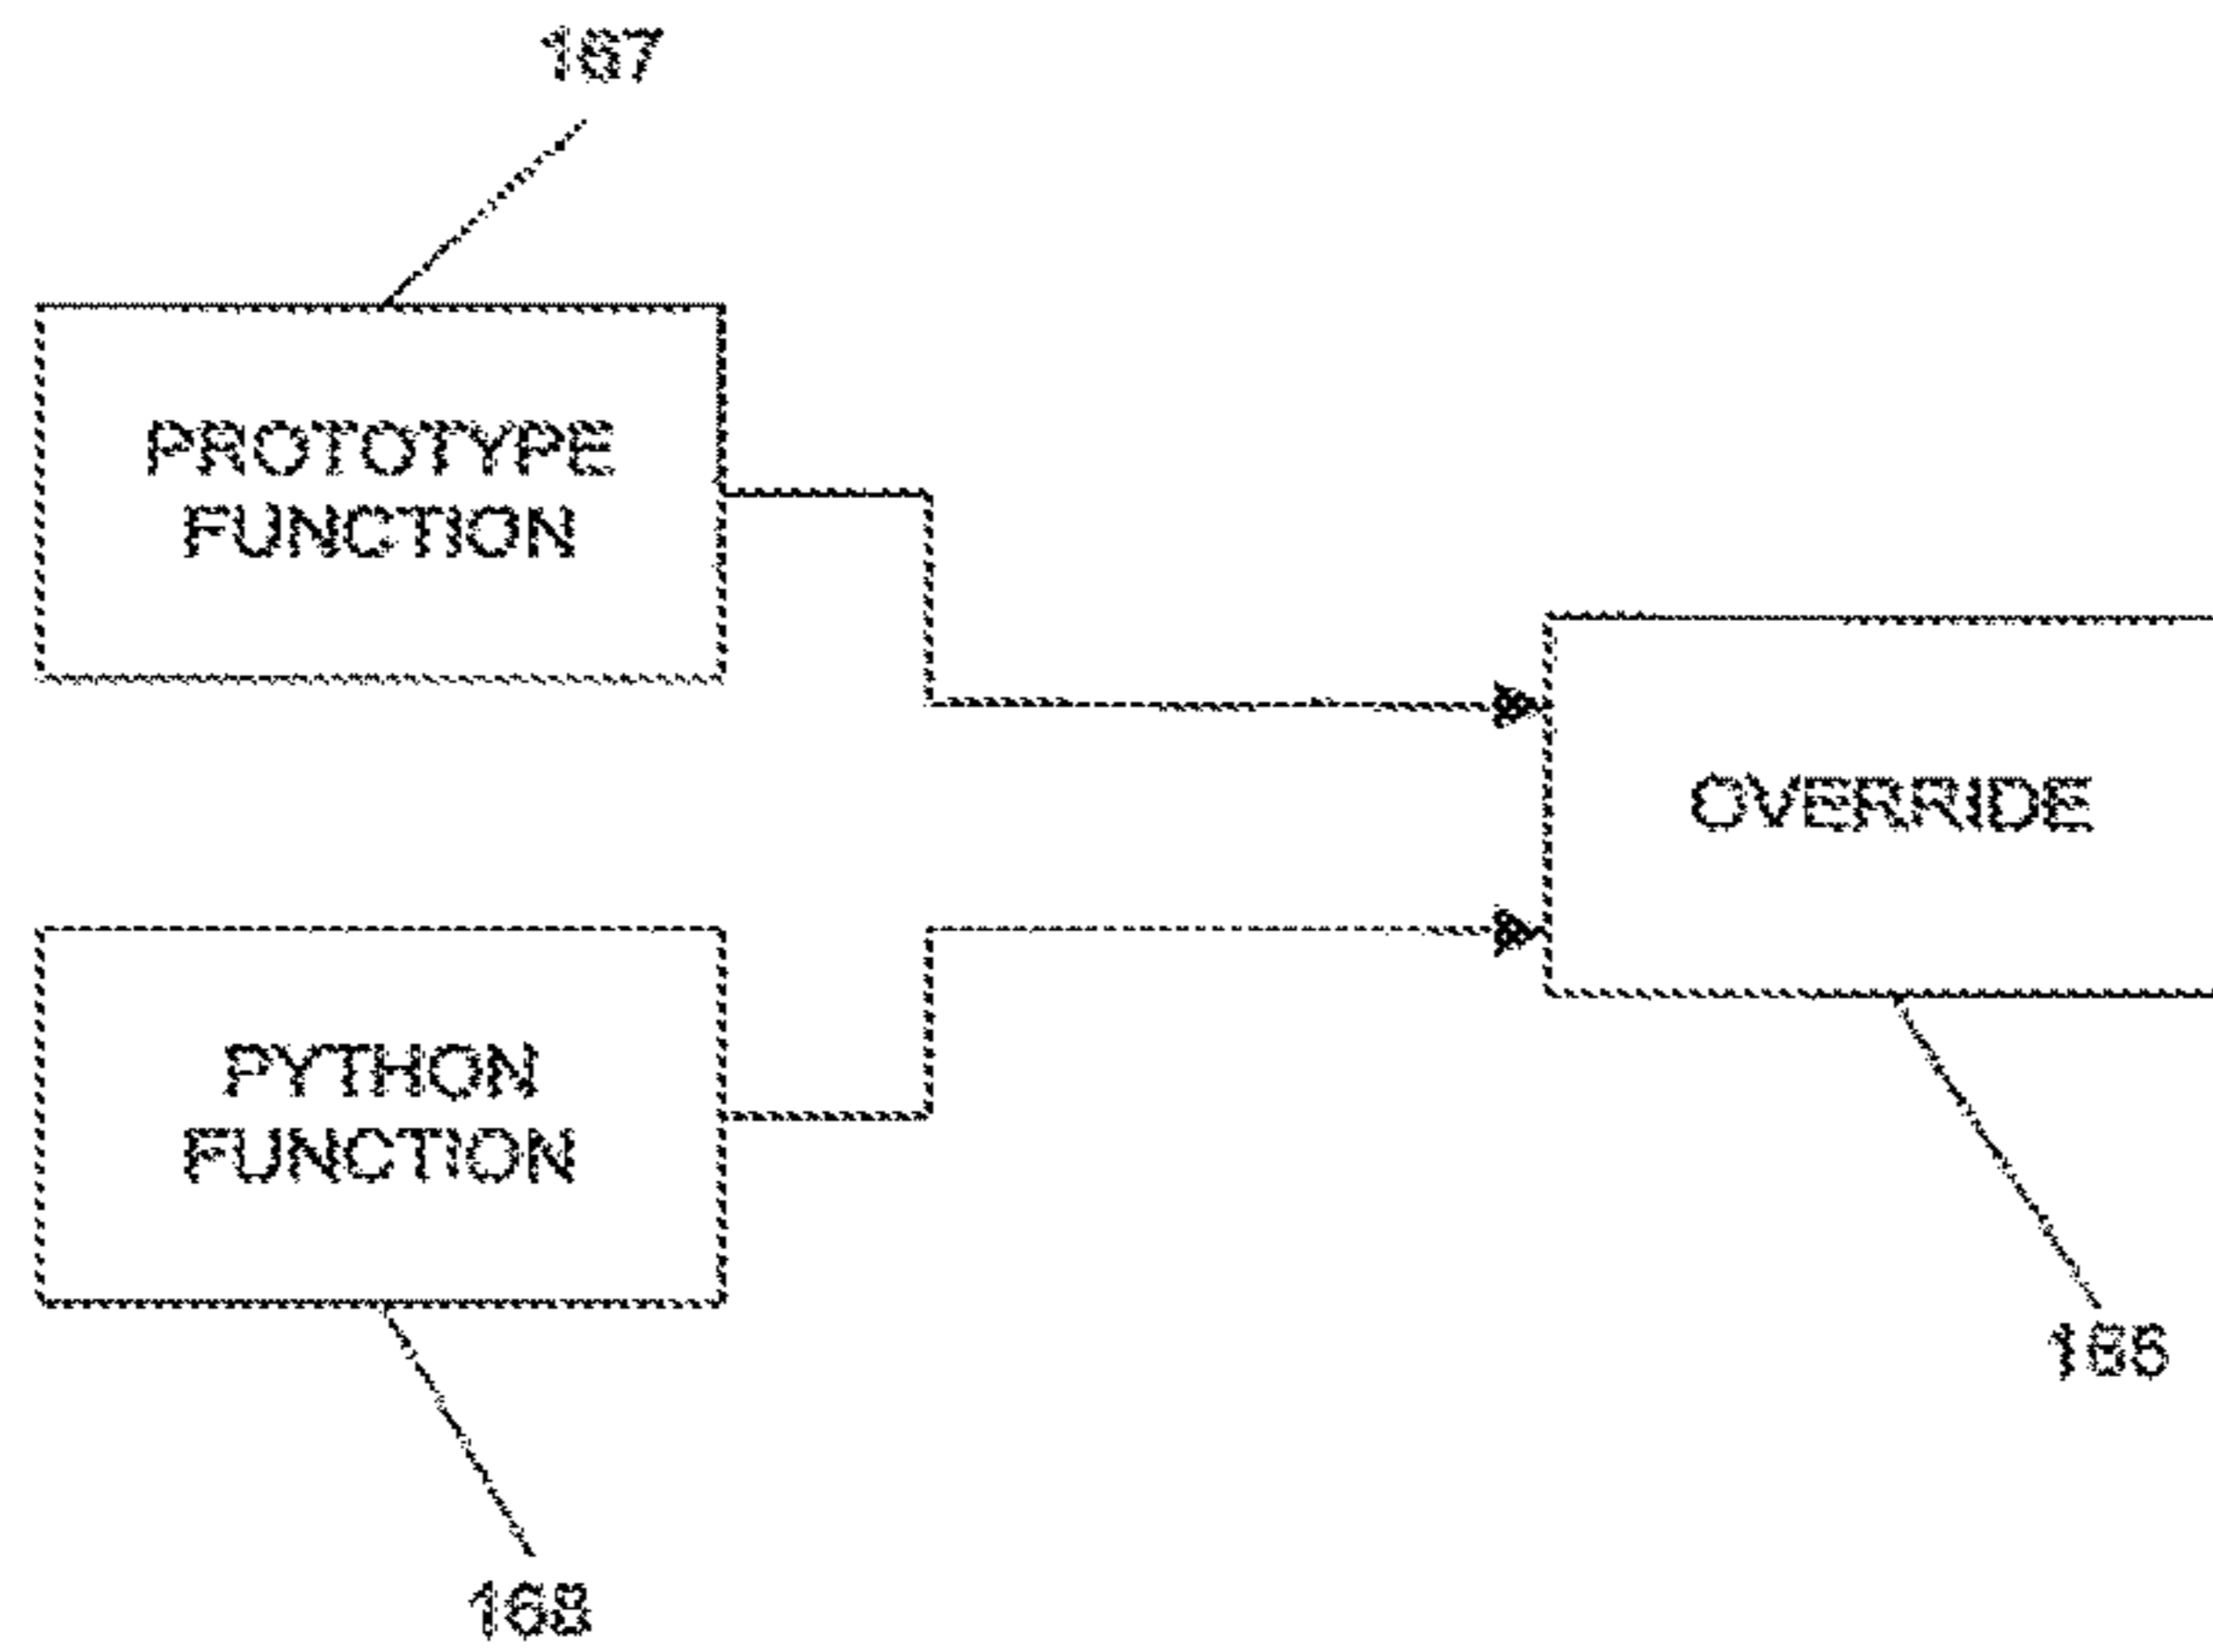 167
PROTOTYPE
FUNCTION
OVERRIDE
PYTHON
FUNCTION
166
168